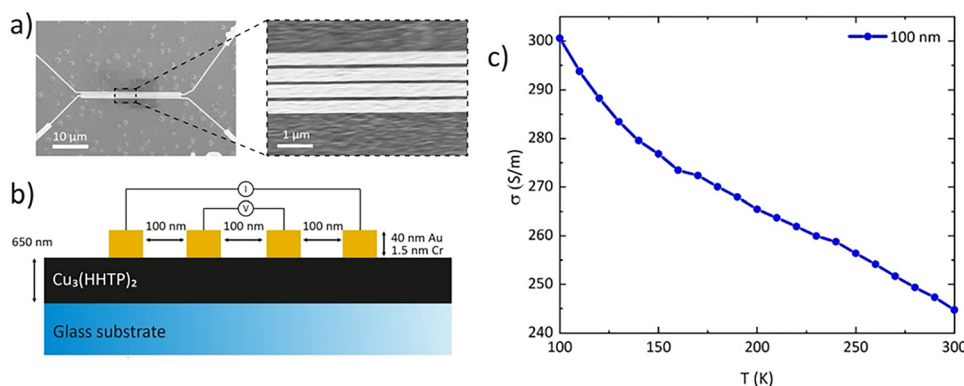 a)
10 μm
1 μm
b)
I
V
100 nm
100 nm
100 nm
650 nm
40 nm Au
1.5 nm Cr
Cu₃(HHTP)₂
Glass substrate
c)
100 nm
300
290
280
270
260
250
240
σ (S/m)
100
150
200
250
300
T (K)